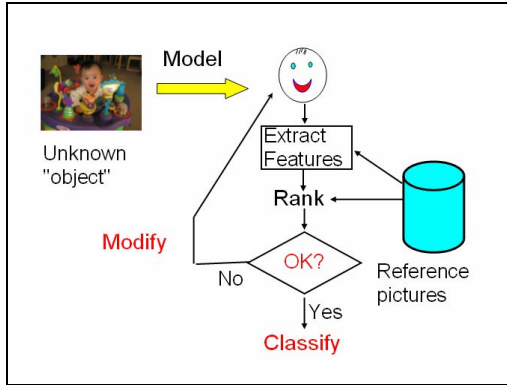 Model
Unknown
"object"
Extract
Features
Rank
Modify
OK?
No
Reference
pictures
Yes
Classify